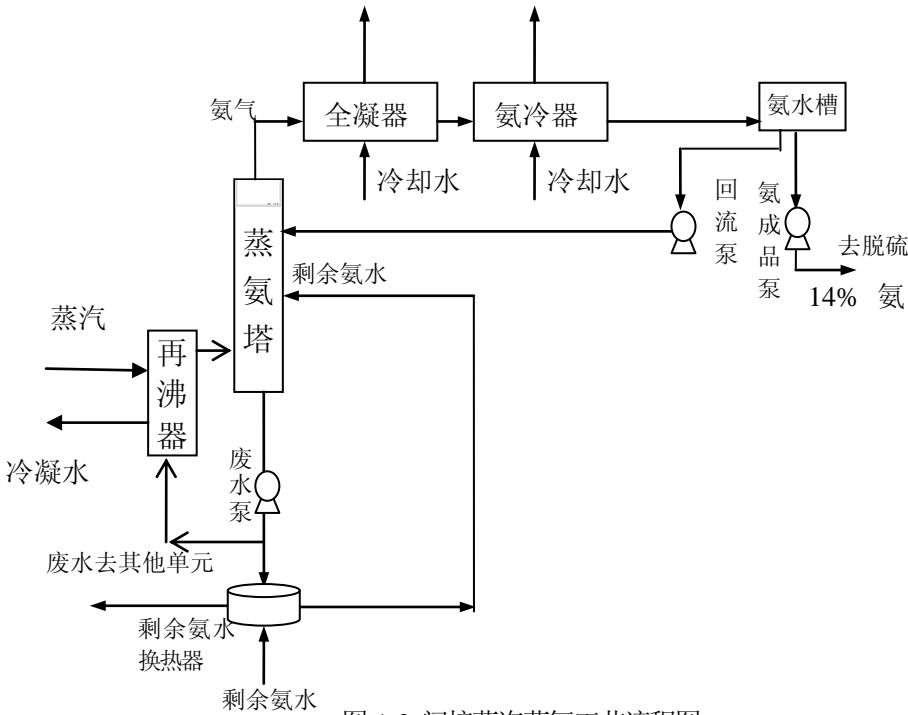 氨气
全凝器
氨冷器
氨水槽
冷却水
冷却水
回流泵
氨成品泵
去脱硫
14% 氨
蒸氨塔
剩余氨水
蒸汽
再沸器
冷凝水
废水泵
废水去其他单元
剩余氨水
换热器
剩余氨水